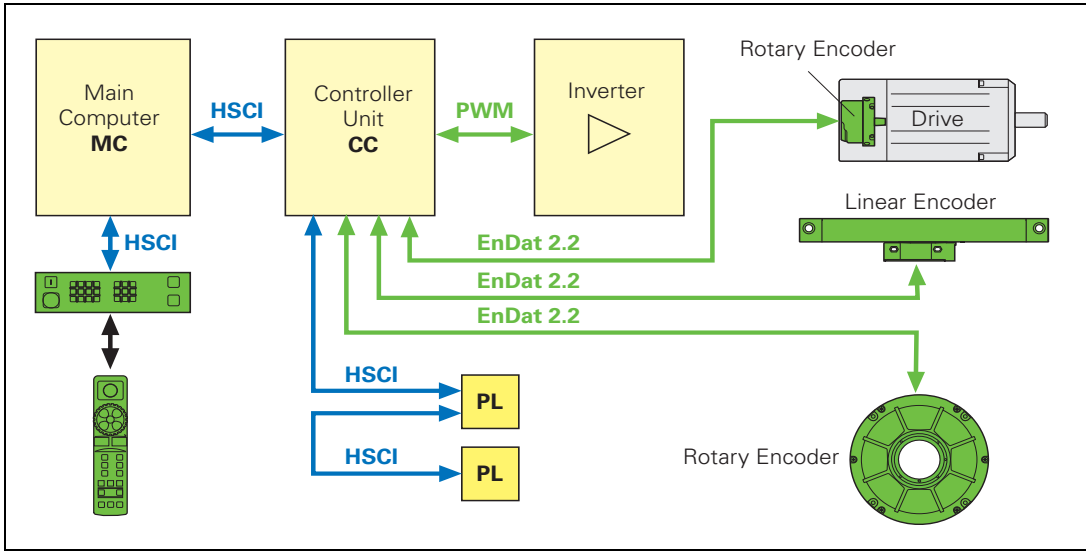 Main
Computer
MC
HSCI
Controller
Unit
CC
PWM
Inverter
Rotary Encoder
Drive
Linear Encoder
HSCI
EnDat 2.2
EnDat 2.2
EnDat 2.2
HSCI
PL
HSCI
PL
Rotary Encoder